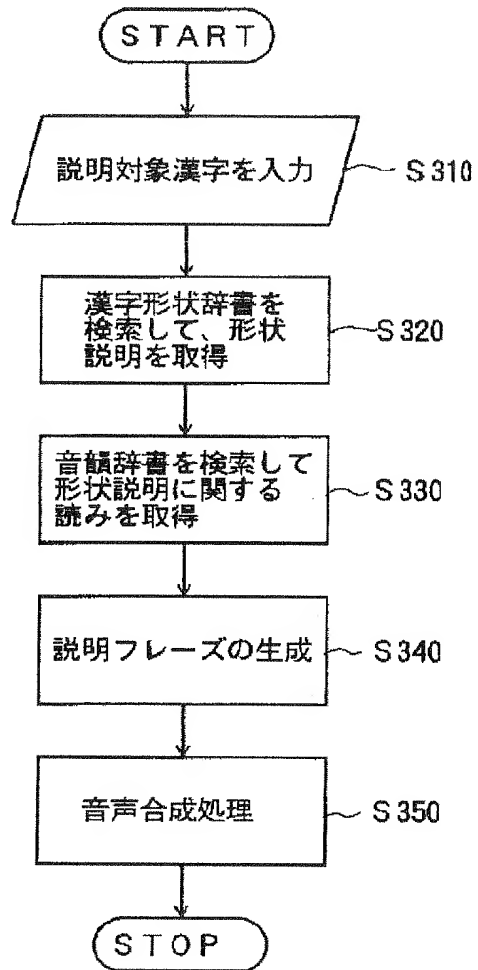 START
説明対象漢字を入力
S310
漢字形状辞書を
検索して、形状
説明を取得
S320
音韻辞書を検索して
形状説明に関する
読みを取得
S330
説明フレーズの生成
S340
音声合成処理
S350
STOP